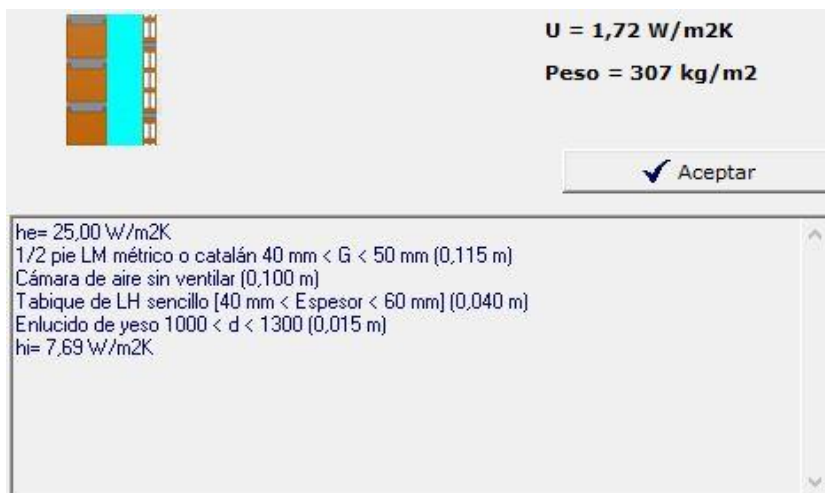 U = 1,72 W/m2K
Peso = 307 kg/m2
Aceptar
he= 25,00 W/m2K
1/2 pie LM métrico o catalán 40 mm < G < 50 mm (0,115 m)
Cámara de aire sin ventilar (0,100 m)
Tabique de LH sencillo [40 mm < Espesor < 60 mm] (0,040 m)
Enlucido de yeso 1000 < d < 1300 (0,015 m)
hi= 7,69 W/m2K